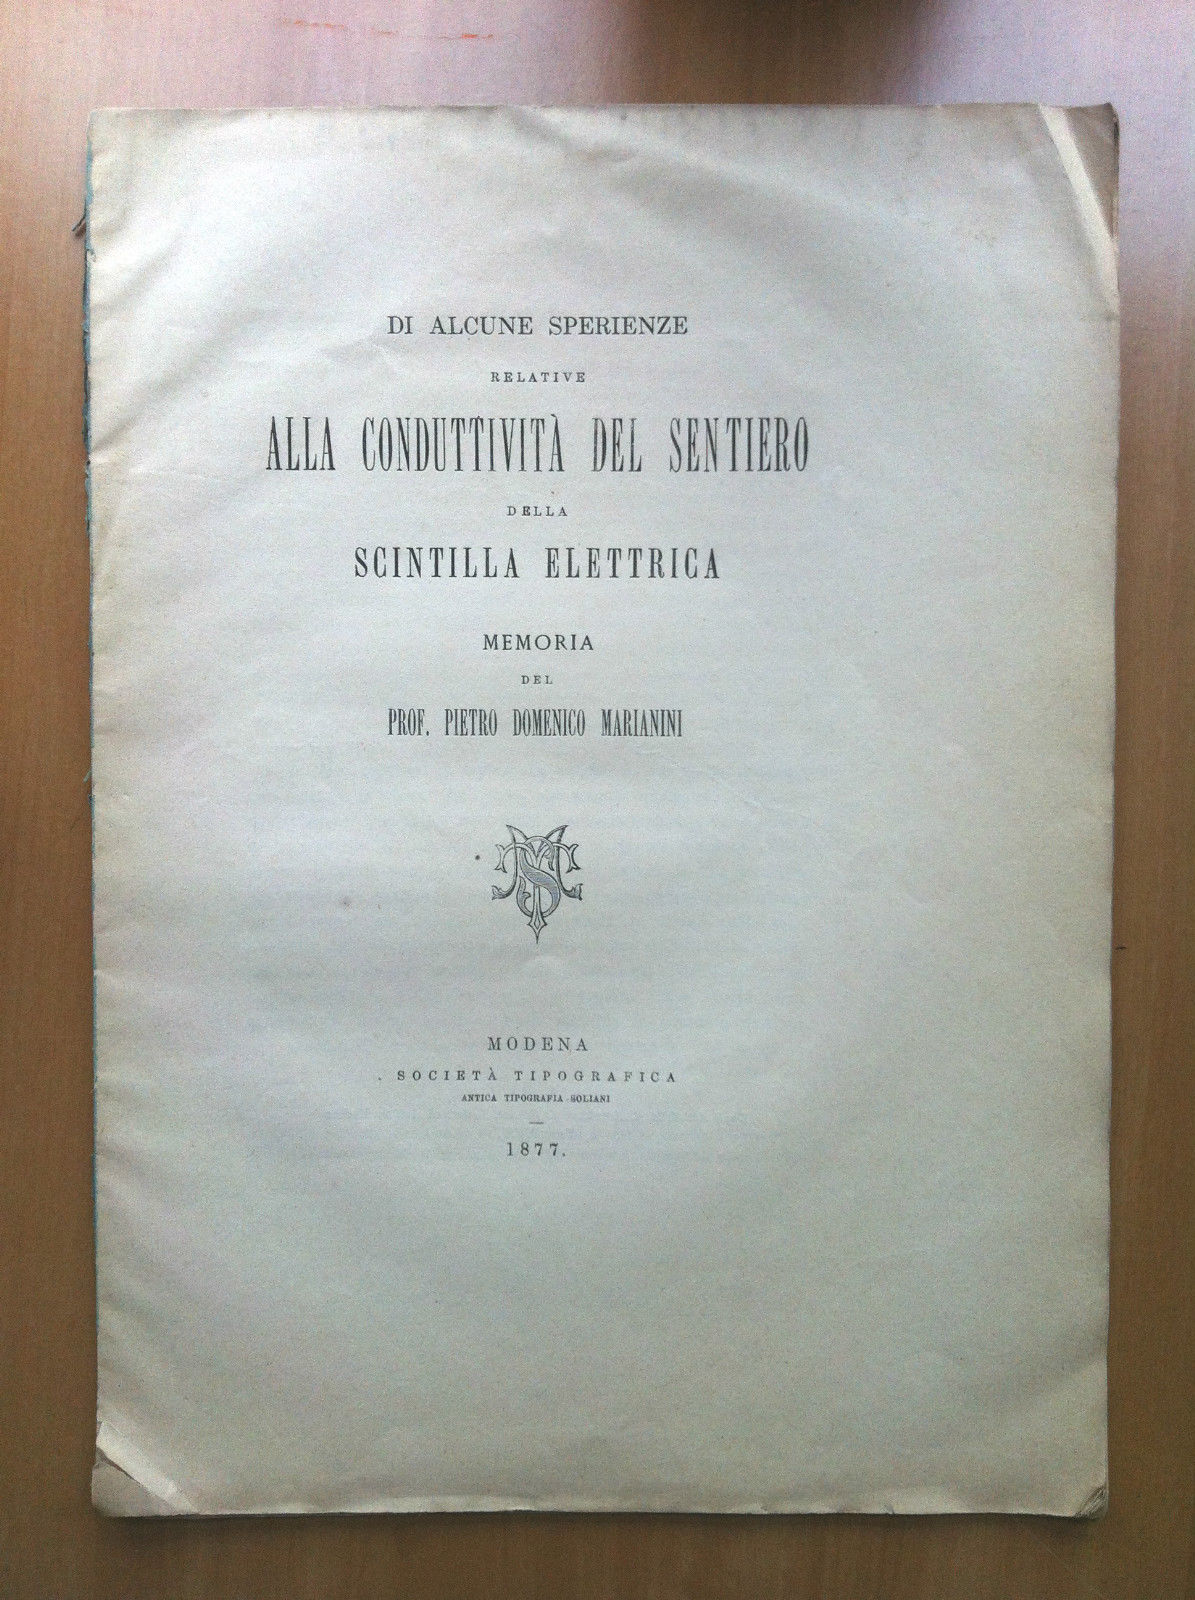 DI ALCUNE SPERIENZE
RELATIVE
ALLA CONDUTTIVITÀ DEL SENTIERO
DELLA
SCINTILLA ELETTRICA
MEMORIA
DEL
PROF. PIETRO DOMENICO MARIANINI
MODENA
SOCIETÀ TIPOGRAFICA
ANTICA TIPOGRAFIA SOLIANI
1877.